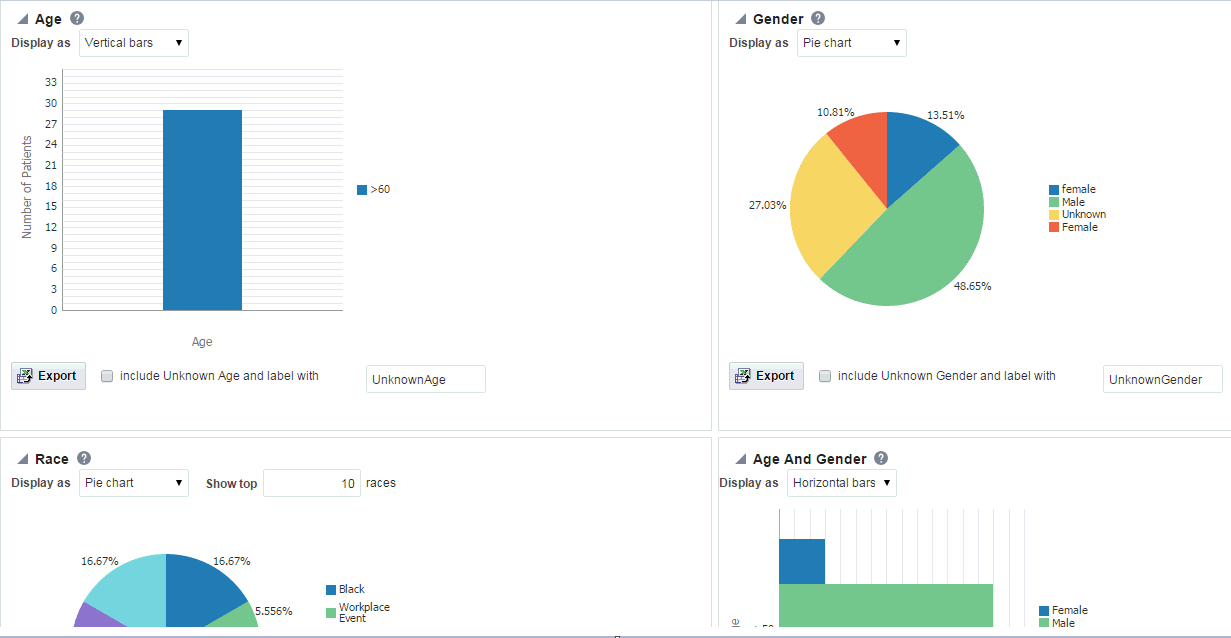 Age ?
Display as Vertical bars
33
30
27
24
21
18
15
12
9
6
3
0
Number of Patients
Age
>60
Export include Unknown Age and label with UnknownAge
Gender ?
Display as Pie chart
10.81%
13.51%
27.03%
48.65%
female
Male
Unknown
Female
Export include Unknown Gender and label with UnknownGender
Race ?
Display as Pie chart Show top 10 races
16.67%
16.67%
5.556%
Black
Workplace
Event
Age And Gender ?
Display as Horizontal bars
Female
Male